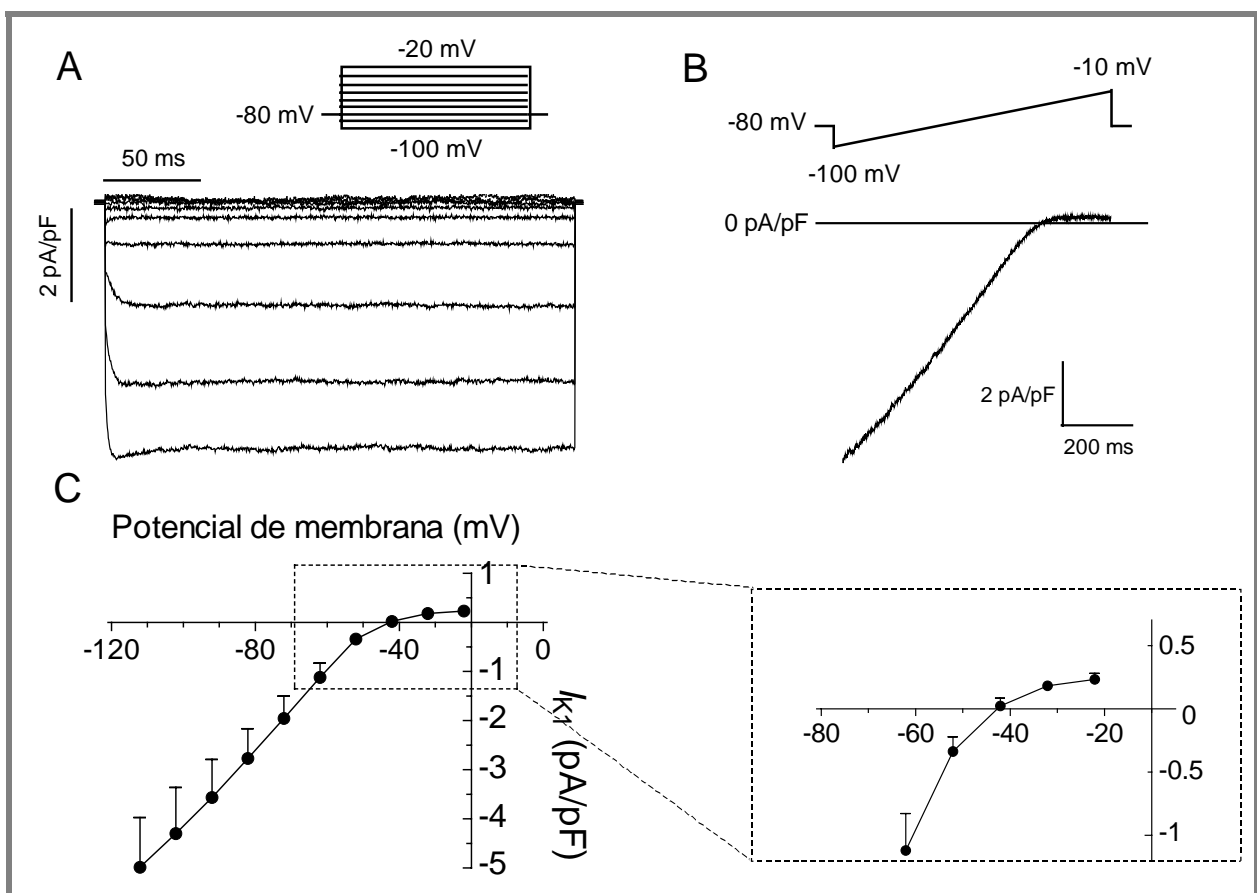 A
-20 mV
-80 mV
-100 mV
50 ms
2 pA/pF
B
-10 mV
-80 mV
-100 mV
0 pA/pF
2 pA/pF
200 ms
C
Potencial de membrana (mV)
1
-120
-80
-40
0
-1
-2
-3
-4
-5
IK1 (pA/pF)
0.5
0
-80
-60
-40
-20
-0.5
-1